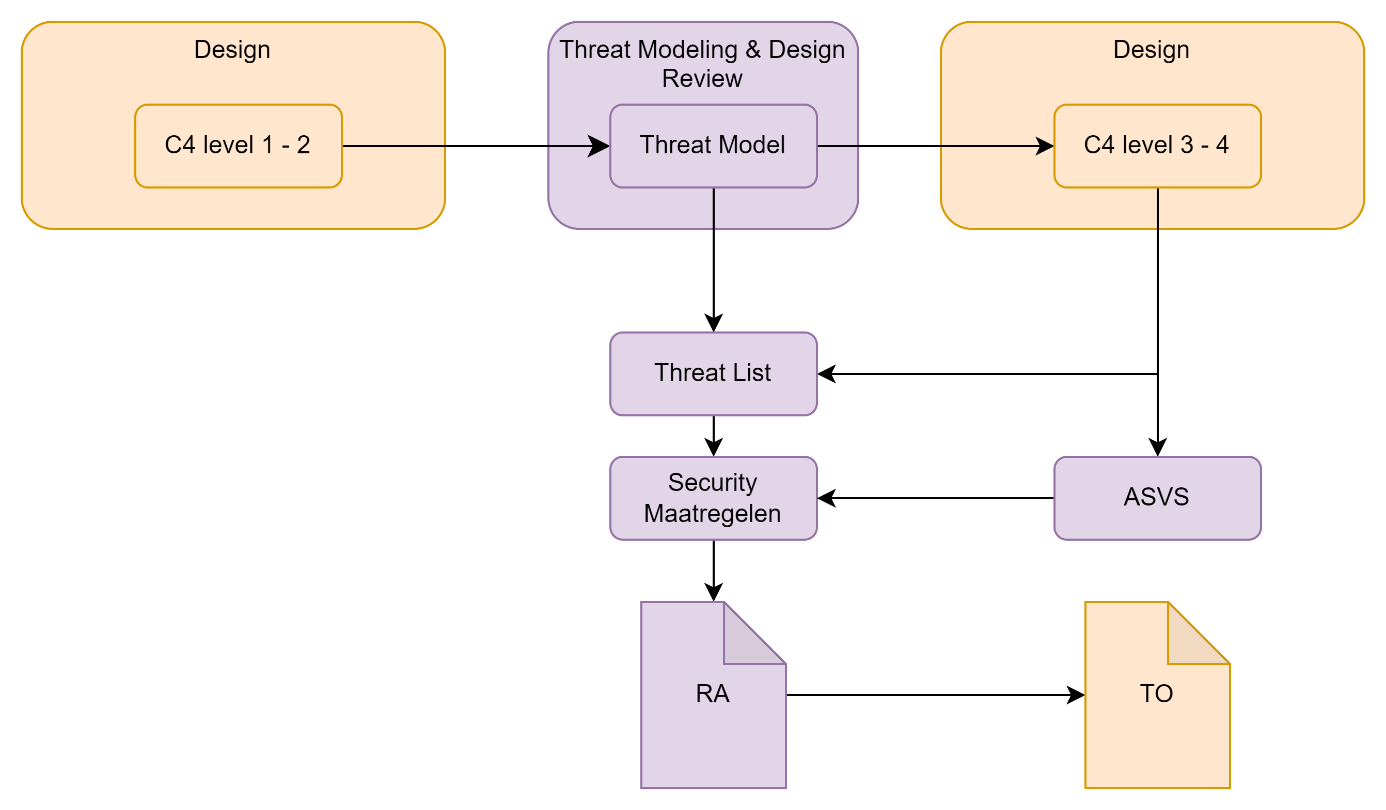 Design
Threat Modeling & Design
Review
Design
C4 level 1 - 2
Threat Model
C4 level 3 - 4
Threat List
Security
Maatregelen
ASVS
RA
TO